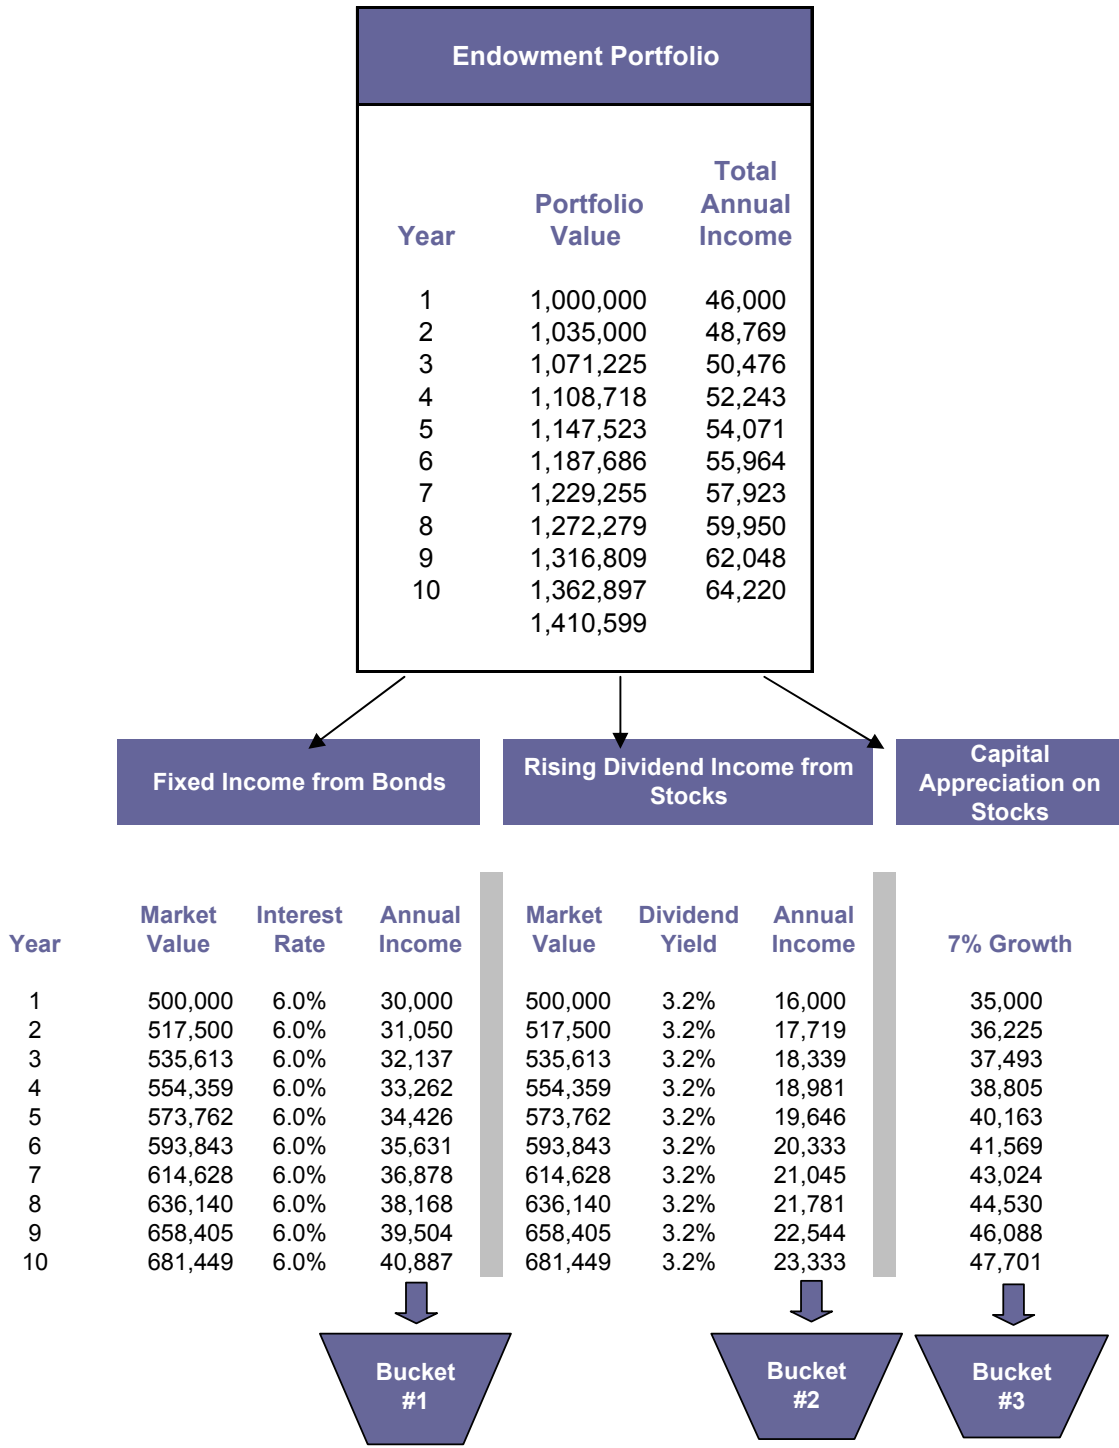 Endowment Portfolio
Total
Portfolio Annual
Year Value Income
1 1,000,000 46,000
2 1,035,000 48,769
3 1,071,225 50,476
4 1,108,718 52,243
5 1,147,523 54,071
6 1,187,686 55,964
7 1,229,255 57,923
8 1,272,279 59,950
9 1,316,809 62,048
10 1,362,897 64,220
1,410,599
Fixed Income from Bonds
Rising Dividend Income from
Stocks
Capital
Appreciation on
Stocks
Market Interest Annual Market Dividend Annual
Year Value Rate Income Value Yield Income 7% Growth
1 500,000 6.0% 30,000 500,000 3.2% 16,000 35,000
2 517,500 6.0% 31,050 517,500 3.2% 17,719 36,225
3 535,613 6.0% 32,137 535,613 3.2% 18,339 37,493
4 554,359 6.0% 33,262 554,359 3.2% 18,981 38,805
5 573,762 6.0% 34,426 573,762 3.2% 19,646 40,163
6 593,843 6.0% 35,631 593,843 3.2% 20,333 41,569
7 614,628 6.0% 36,878 614,628 3.2% 21,045 43,024
8 636,140 6.0% 38,168 636,140 3.2% 21,781 44,530
9 658,405 6.0% 39,504 658,405 3.2% 22,544 46,088
10 681,449 6.0% 40,887 681,449 3.2% 23,333 47,701
Bucket
#1
Bucket
#2
Bucket
#3